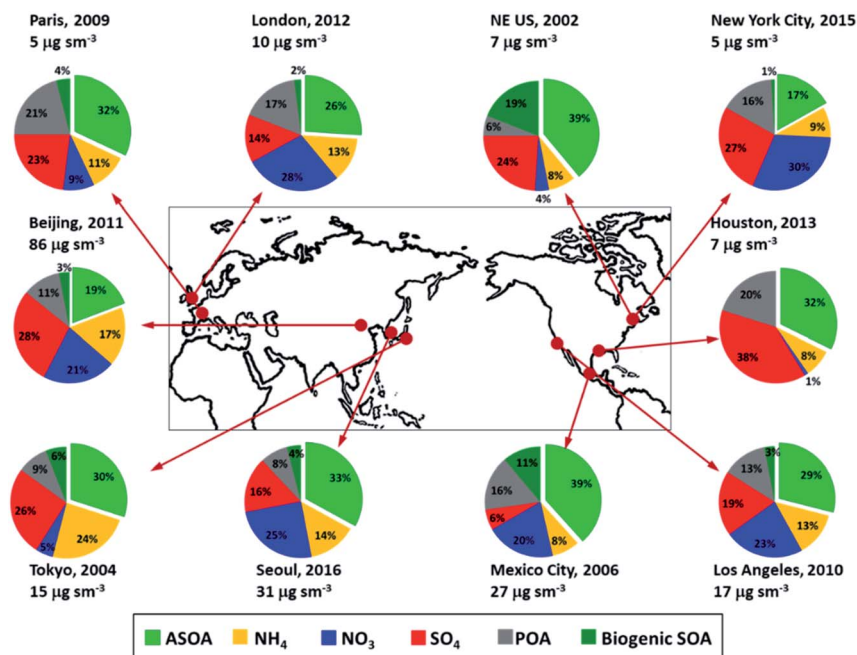 Paris, 2009
5 µg sm⁻³
4%
32%
11%
9%
23%
21%
London, 2012
10 µg sm⁻³
2%
26%
13%
28%
14%
17%
NE US, 2002
7 µg sm⁻³
39%
8%
4%
24%
6%
19%
New York City, 2015
5 µg sm⁻³
1%
17%
9%
30%
27%
16%
Beijing, 2011
86 µg sm⁻³
3%
19%
17%
21%
28%
11%
Houston, 2013
7 µg sm⁻³
32%
8%
1%
38%
20%
30%
24%
5%
26%
9%
6%
Tokyo, 2004
15 µg sm⁻³
33%
14%
25%
16%
8%
4%
Seoul, 2016
31 µg sm⁻³
39%
8%
20%
6%
16%
11%
Mexico City, 2006
27 µg sm⁻³
29%
13%
23%
19%
13%
3%
Los Angeles, 2010
17 µg sm⁻³
ASOA NH₄ NO₃ SO₄ POA Biogenic SOA